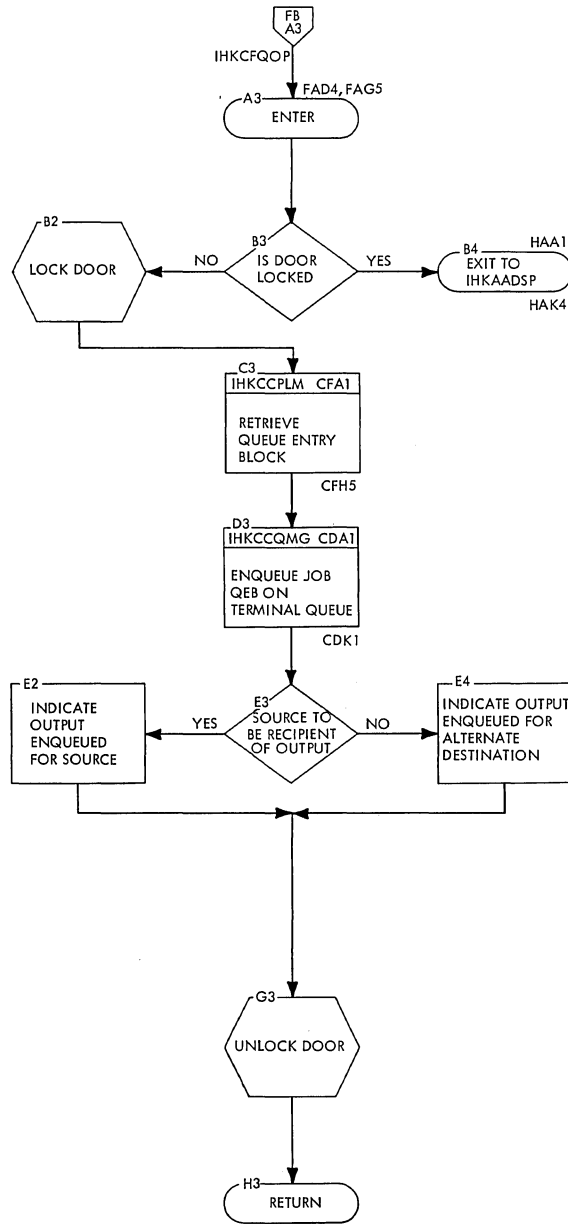 FB
A3
IHKCFQOP
FAD4, FAG5
A3
ENTER
B2
LOCK DOOR
NO
B3
IS DOOR
LOCKED
YES
HAA1
B4
EXIT TO
IHKAADSP
HAK4
C3
IHKCCPLM CFA1
RETRIEVE
QUEUE ENTRY
BLOCK
CFH5
D3
IHKCCQMG CDA1
ENQUEUE JOB
QEB ON
TERMINAL QUEUE
CDK1
E2
INDICATE
OUTPUT
ENQUEUED
FOR SOURCE
YES
E3
SOURCE TO
BE RECIPIENT
OF OUTPUT
NO
E4
INDICATE OUTPUT
ENQUEUED FOR
ALTERNATE
DESTINATION
G3
UNLOCK DOOR
H3
RETURN